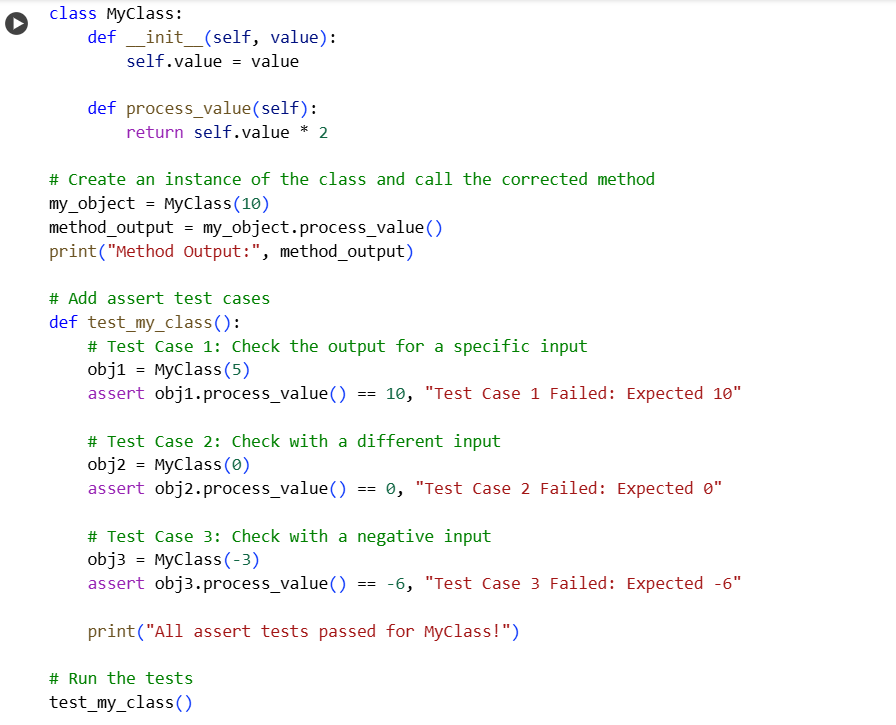 class MyClass:
    def __init__(self, value):
        self.value = value

    def process_value(self):
        return self.value * 2

# Create an instance of the class and call the corrected method
my_object = MyClass(10)
method_output = my_object.process_value()
print("Method Output:", method_output)

# Add assert test cases
def test_my_class():
    # Test Case 1: Check the output for a specific input
    obj1 = MyClass(5)
    assert obj1.process_value() == 10, "Test Case 1 Failed: Expected 10"

    # Test Case 2: Check with a different input
    obj2 = MyClass(0)
    assert obj2.process_value() == 0, "Test Case 2 Failed: Expected 0"

    # Test Case 3: Check with a negative input
    obj3 = MyClass(-3)
    assert obj3.process_value() == -6, "Test Case 3 Failed: Expected -6"

    print("All assert tests passed for MyClass!")

# Run the tests
test_my_class()